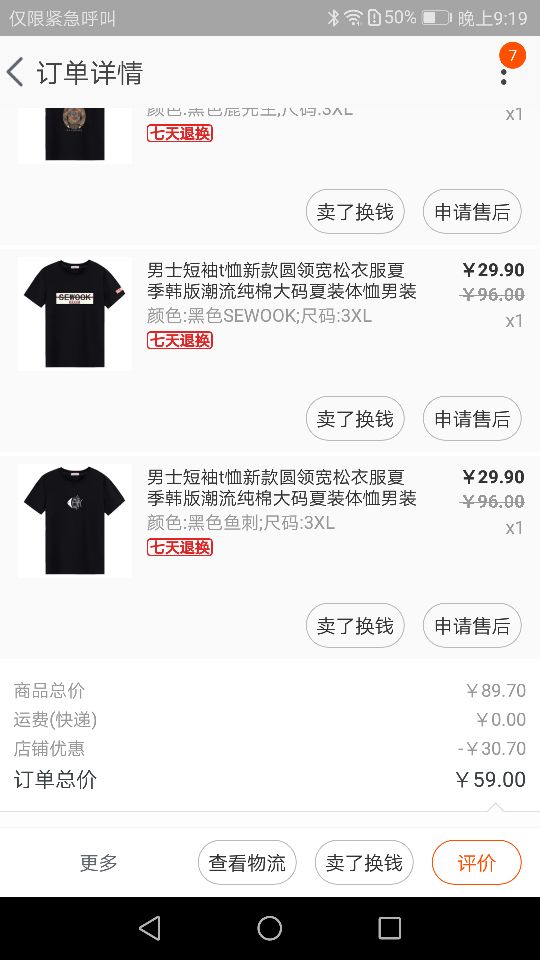 仅限紧急呼叫 50% 晚上9:19
订单详情 7
颜色:黑色鹿先生;尺码:3XL x1
七天退换
卖了换钱 申请售后
男士短袖t恤新款圆领宽松衣服夏 ￥29.90
季韩版潮流纯棉大码夏装体恤男装 ￥96.00
SEWOOK
颜色:黑色SEWOOK;尺码:3XL x1
七天退换
卖了换钱 申请售后
男士短袖t恤新款圆领宽松衣服夏 ￥29.90
季韩版潮流纯棉大码夏装体恤男装 ￥96.00
颜色:黑色鱼刺;尺码:3XL x1
七天退换
卖了换钱 申请售后
商品总价 ￥89.70
运费(快递) ￥0.00
店铺优惠 -￥30.70
订单总价 ￥59.00
更多 查看物流 卖了换钱 评价